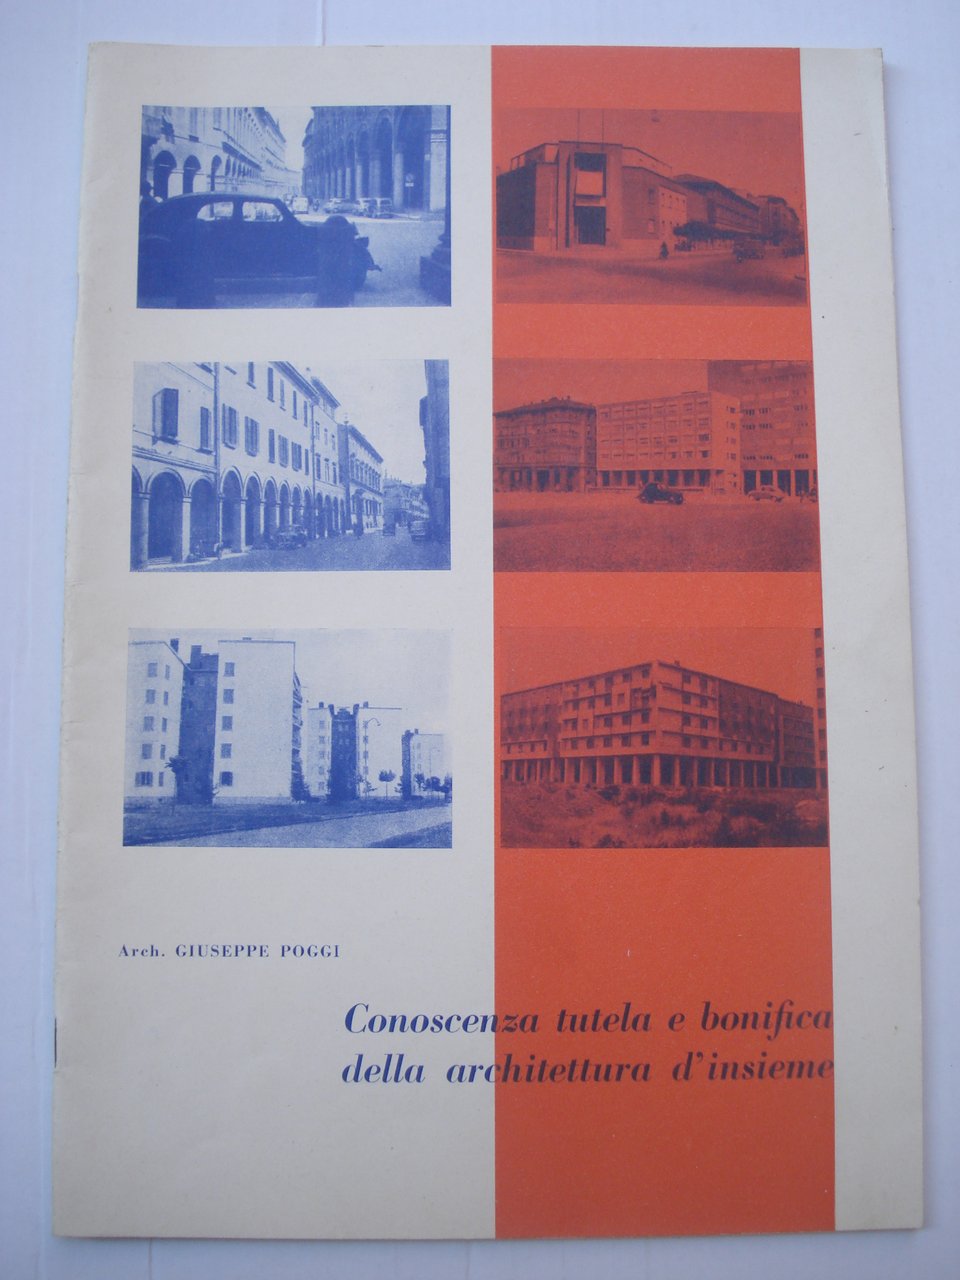 Arch. GIUSEPPE POGGI
Conoscenza tutela e bonifica
della architettura d'insieme